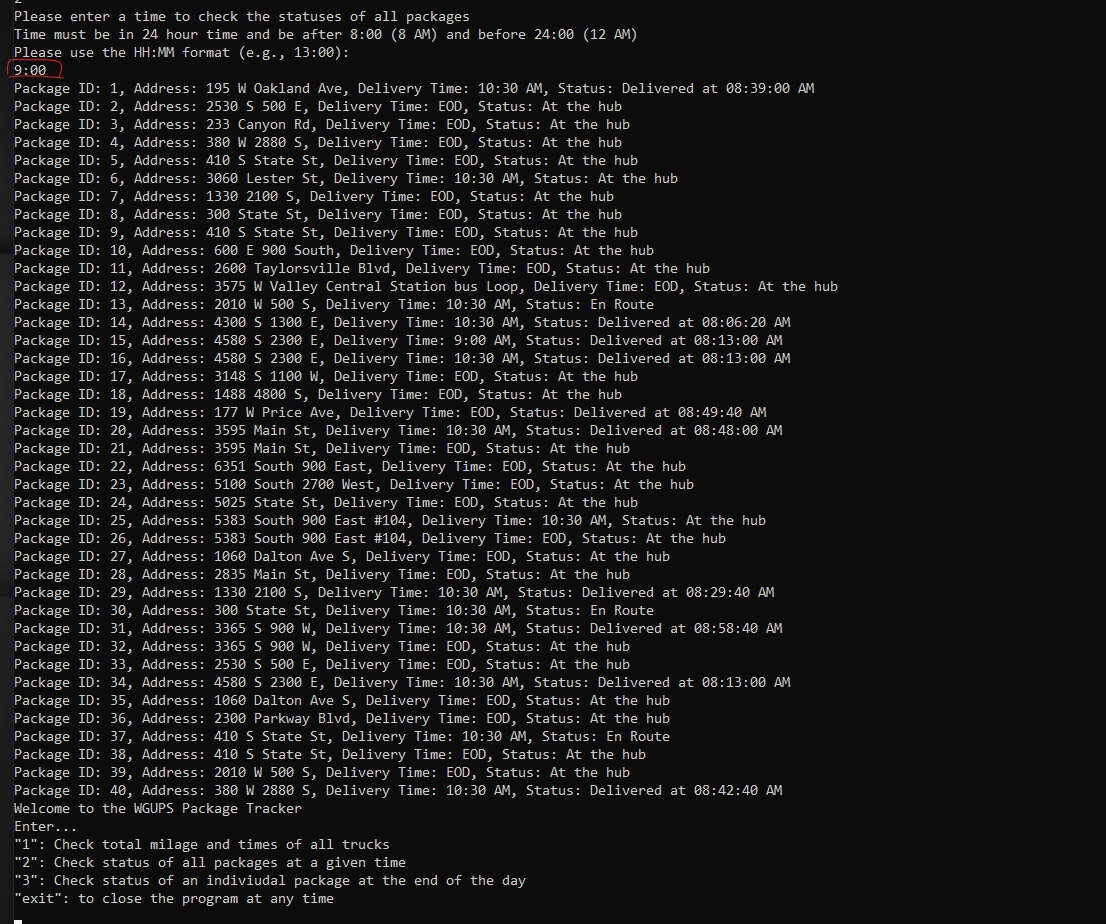 2
Please enter a time to check the statuses of all packages
Time must be in 24 hour time and be after 8:00 (8 AM) and before 24:00 (12 AM)
Please use the HH:MM format (e.g., 13:00):
9:00
Package ID: 1, Address: 195 W Oakland Ave, Delivery Time: 10:30 AM, Status: Delivered at 08:39:00 AM
Package ID: 2, Address: 2530 S 500 E, Delivery Time: EOD, Status: At the hub
Package ID: 3, Address: 233 Canyon Rd, Delivery Time: EOD, Status: At the hub
Package ID: 4, Address: 380 W 2880 S, Delivery Time: EOD, Status: At the hub
Package ID: 5, Address: 410 S State St, Delivery Time: EOD, Status: At the hub
Package ID: 6, Address: 3060 Lester St, Delivery Time: 10:30 AM, Status: At the hub
Package ID: 7, Address: 1330 2100 S, Delivery Time: EOD, Status: At the hub
Package ID: 8, Address: 300 State St, Delivery Time: EOD, Status: At the hub
Package ID: 9, Address: 410 S State St, Delivery Time: EOD, Status: At the hub
Package ID: 10, Address: 600 E 900 South, Delivery Time: EOD, Status: At the hub
Package ID: 11, Address: 2600 Taylorsville Blvd, Delivery Time: EOD, Status: At the hub
Package ID: 12, Address: 3575 W Valley Central Station bus Loop, Delivery Time: EOD, Status: At the hub
Package ID: 13, Address: 2010 W 500 S, Delivery Time: 10:30 AM, Status: En Route
Package ID: 14, Address: 4300 S 1300 E, Delivery Time: 10:30 AM, Status: Delivered at 08:06:20 AM
Package ID: 15, Address: 4580 S 2300 E, Delivery Time: 9:00 AM, Status: Delivered at 08:13:00 AM
Package ID: 16, Address: 4580 S 2300 E, Delivery Time: 10:30 AM, Status: Delivered at 08:13:00 AM
Package ID: 17, Address: 3148 S 1100 W, Delivery Time: EOD, Status: At the hub
Package ID: 18, Address: 1488 4800 S, Delivery Time: EOD, Status: At the hub
Package ID: 19, Address: 177 W Price Ave, Delivery Time: EOD, Status: Delivered at 08:49:40 AM
Package ID: 20, Address: 3595 Main St, Delivery Time: 10:30 AM, Status: Delivered at 08:48:00 AM
Package ID: 21, Address: 3595 Main St, Delivery Time: EOD, Status: At the hub
Package ID: 22, Address: 6351 South 900 East, Delivery Time: EOD, Status: At the hub
Package ID: 23, Address: 5100 South 2700 West, Delivery Time: EOD, Status: At the hub
Package ID: 24, Address: 5025 State St, Delivery Time: EOD, Status: At the hub
Package ID: 25, Address: 5383 South 900 East #104, Delivery Time: 10:30 AM, Status: At the hub
Package ID: 26, Address: 5383 South 900 East #104, Delivery Time: EOD, Status: At the hub
Package ID: 27, Address: 1060 Dalton Ave S, Delivery Time: EOD, Status: At the hub
Package ID: 28, Address: 2835 Main St, Delivery Time: EOD, Status: At the hub
Package ID: 29, Address: 1330 2100 S, Delivery Time: 10:30 AM, Status: Delivered at 08:29:40 AM
Package ID: 30, Address: 300 State St, Delivery Time: 10:30 AM, Status: En Route
Package ID: 31, Address: 3365 S 900 W, Delivery Time: 10:30 AM, Status: Delivered at 08:58:40 AM
Package ID: 32, Address: 3365 S 900 W, Delivery Time: EOD, Status: At the hub
Package ID: 33, Address: 2530 S 500 E, Delivery Time: EOD, Status: At the hub
Package ID: 34, Address: 4580 S 2300 E, Delivery Time: 10:30 AM, Status: Delivered at 08:13:00 AM
Package ID: 35, Address: 1060 Dalton Ave S, Delivery Time: EOD, Status: At the hub
Package ID: 36, Address: 2300 Parkway Blvd, Delivery Time: EOD, Status: At the hub
Package ID: 37, Address: 410 S State St, Delivery Time: 10:30 AM, Status: En Route
Package ID: 38, Address: 410 S State St, Delivery Time: EOD, Status: At the hub
Package ID: 39, Address: 2010 W 500 S, Delivery Time: EOD, Status: At the hub
Package ID: 40, Address: 380 W 2880 S, Delivery Time: 10:30 AM, Status: Delivered at 08:42:40 AM
Welcome to the WGUPS Package Tracker
Enter...
"1": Check total milage and times of all trucks
"2": Check status of all packages at a given time
"3": Check status of an indiviudal package at the end of the day
"exit": to close the program at any time